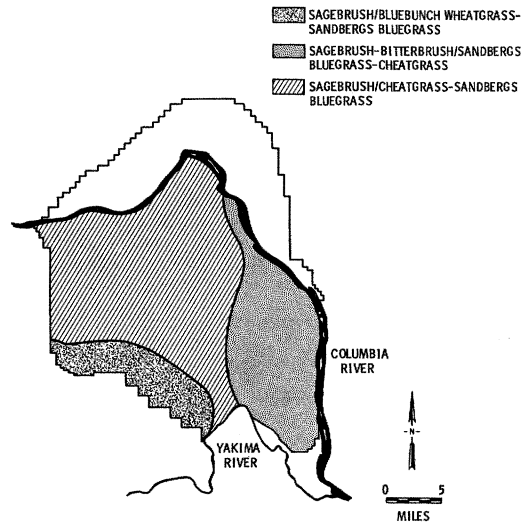 SAGEBRUSH/BLUEBUNCH WHEATGRASS-
SANDBERGS BLUEGRASS
SAGEBRUSH-BITTERBRUSH/SANDBERGS
BLUEGRASS-CHEATGRASS
SAGEBRUSH/CHEATGRASS-SANDBERGS
BLUEGRASS
COLUMBIA
RIVER
YAKIMA
RIVER
-N-
0 5
MILES